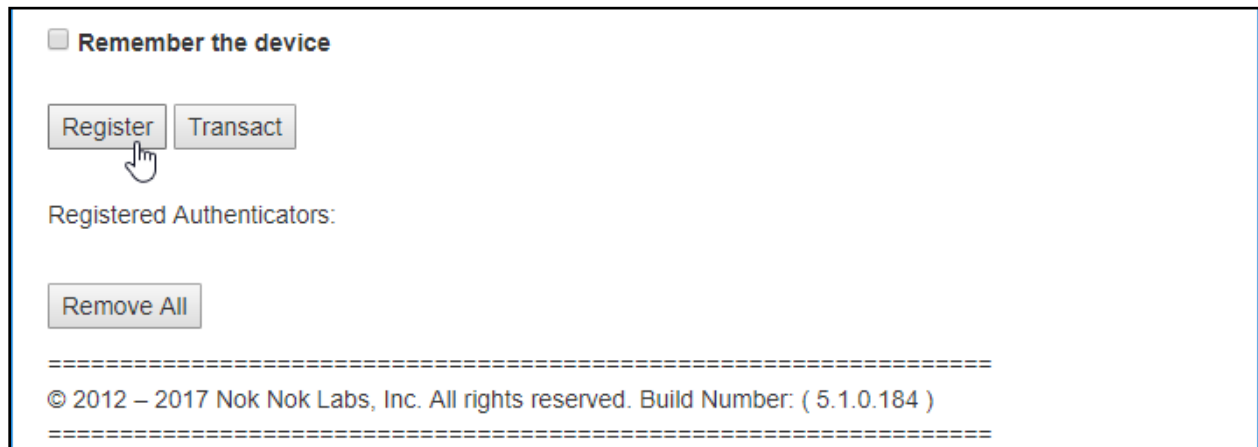 Remember the device
Register Transact
Registered Authenticators:
Remove All
==================================================================
© 2012 – 2017 Nok Nok Labs, Inc. All rights reserved. Build Number: ( 5.1.0.184 )
==================================================================